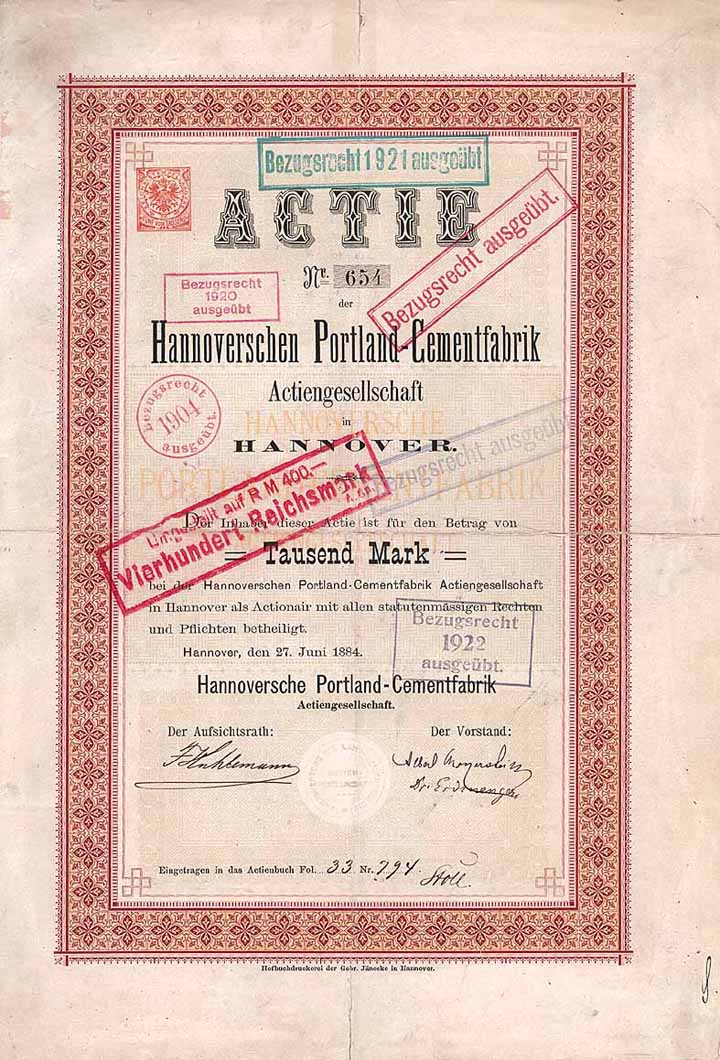 Bezugsrecht 1921 ausgeübt
ACTIE
Bezugsrecht ausgeübt.
Nr. 654
Bezugsrecht
1920
ausgeübt
der
Hannoverschen Portland-Cementfabrik
Actiengesellschaft
Bezugsrecht
1904
ausgeübt.
in
HANNOVER.
HANNOVERSCHE
Bezugsrecht ausgeübt
Umgestellt auf RM 400.—
Vierhundert Reichsmark
Der Inhaber dieser Actie ist für den Betrag von
= Tausend Mark =
bei der Hannoverschen Portland-Cementfabrik Actiengesellschaft
in Hannover als Actionair mit allen statutenmässigen Rechten
und Pflichten betheiligt.
Bezugsrecht
1922
ausgeübt.
Hannover, den 27. Juni 1884.
Hannoversche Portland-Cementfabrik
Actiengesellschaft.
Der Aufsichtsrath: Der Vorstand:
Eingetragen in das Actienbuch Fol. 33 Nr. 794
Stoll.
Hofbuchdruckerei der Gebr. Jänecke in Hannover.